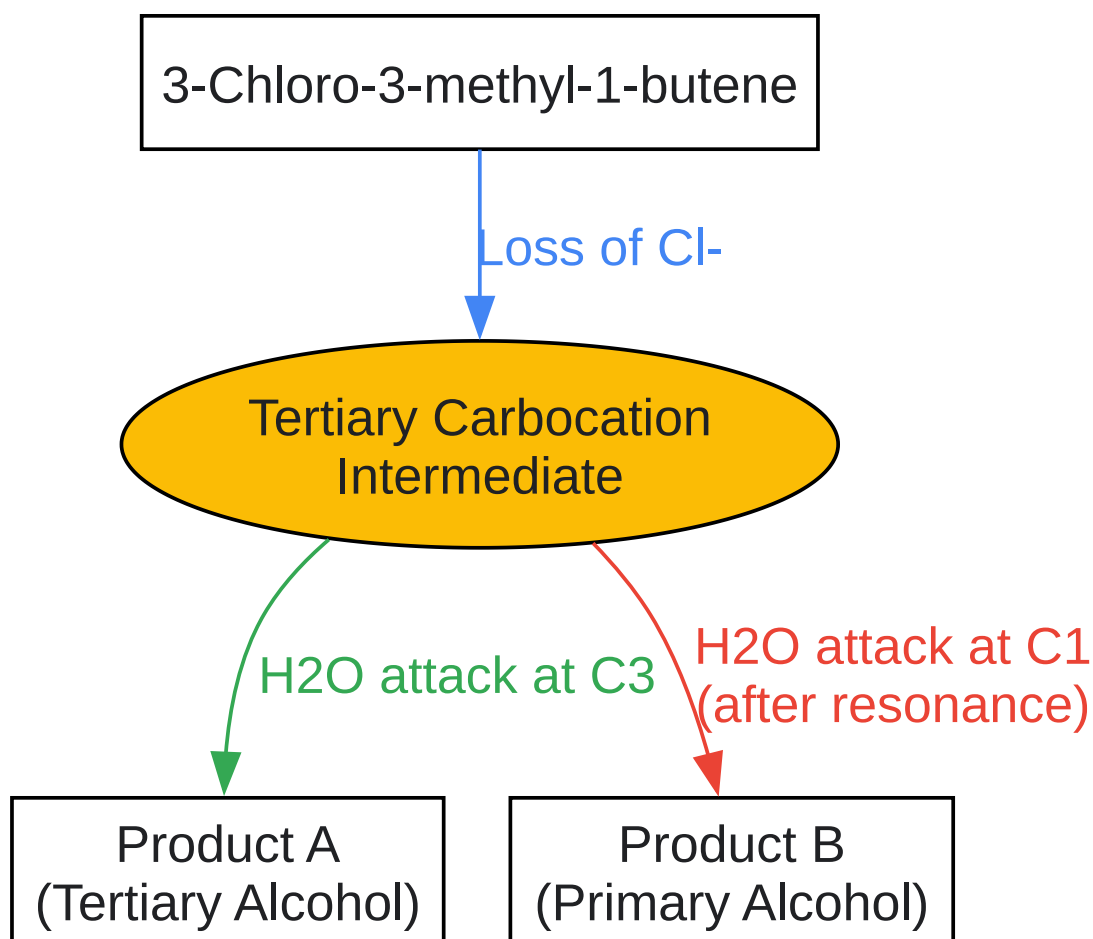 3-Chloro-3-methyl-1-butene
Loss of Cl-
Tertiary Carbocation
Intermediate
H2O attack at C3
H2O attack at C1
(after resonance)
Product A
(Tertiary Alcohol)
Product B
(Primary Alcohol)